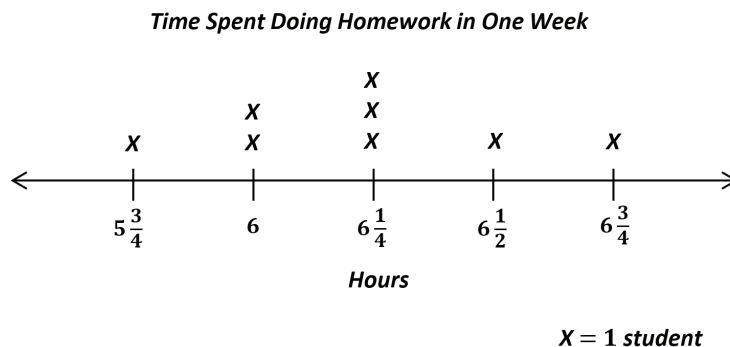 Time Spent Doing Homework in One Week
X
X X
X X X X X
5 3/4 6 6 1/4 6 1/2 6 3/4
Hours
X = 1 student